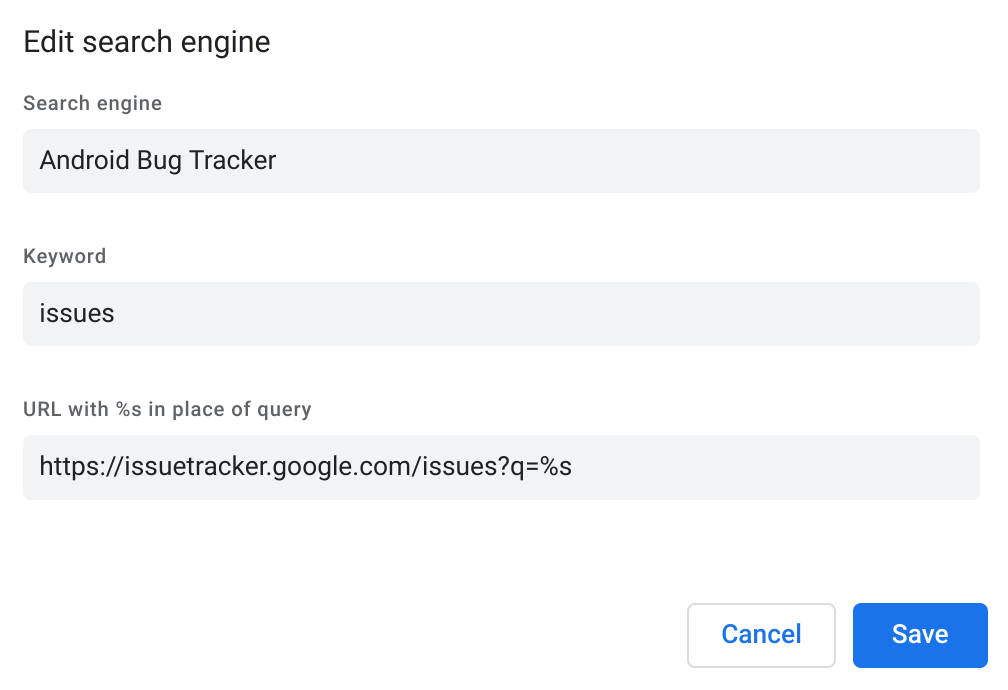 Edit search engine
Search engine
Android Bug Tracker
Keyword
issues
URL with %s in place of query
https://issuetracker.google.com/issues?q=%s
Cancel Save